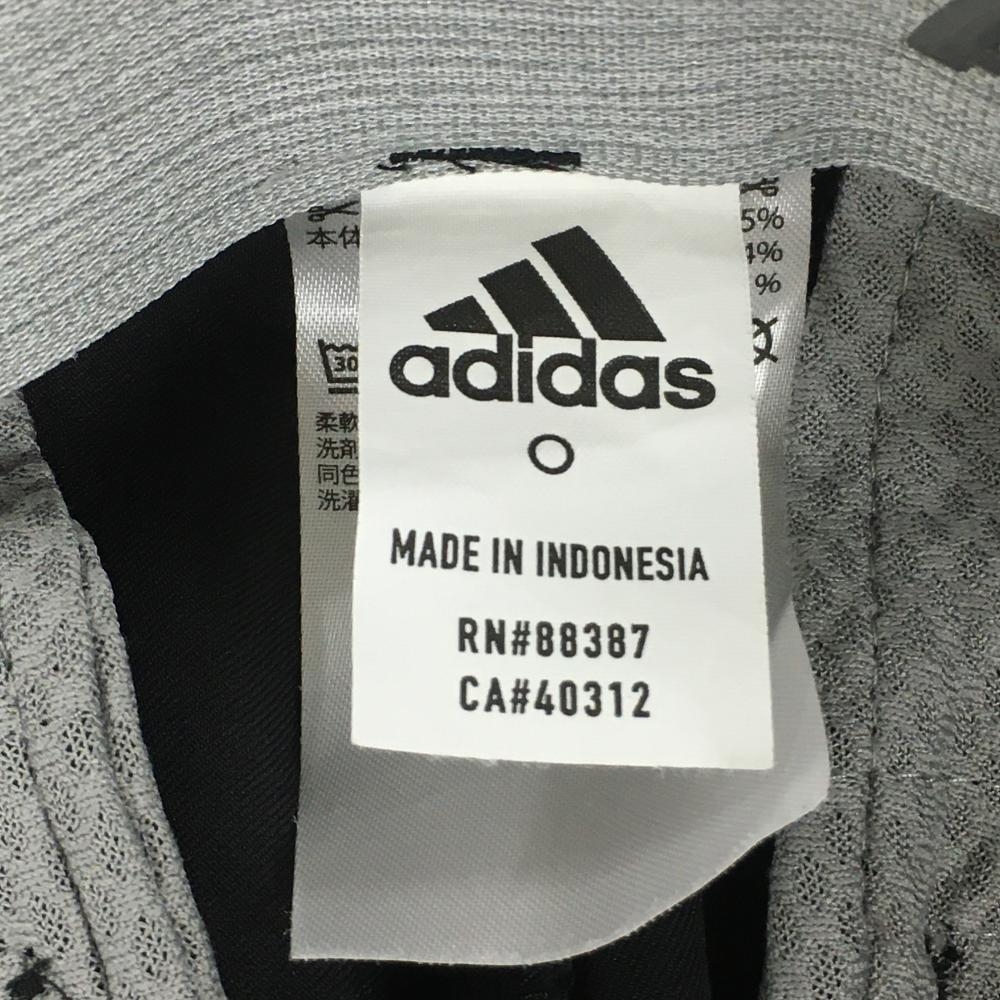 adidas
O
MADE IN INDONESIA
RN#88387
CA#40312
本体
5%
4%
%
30
柔軟
洗剤
同色
洗濯